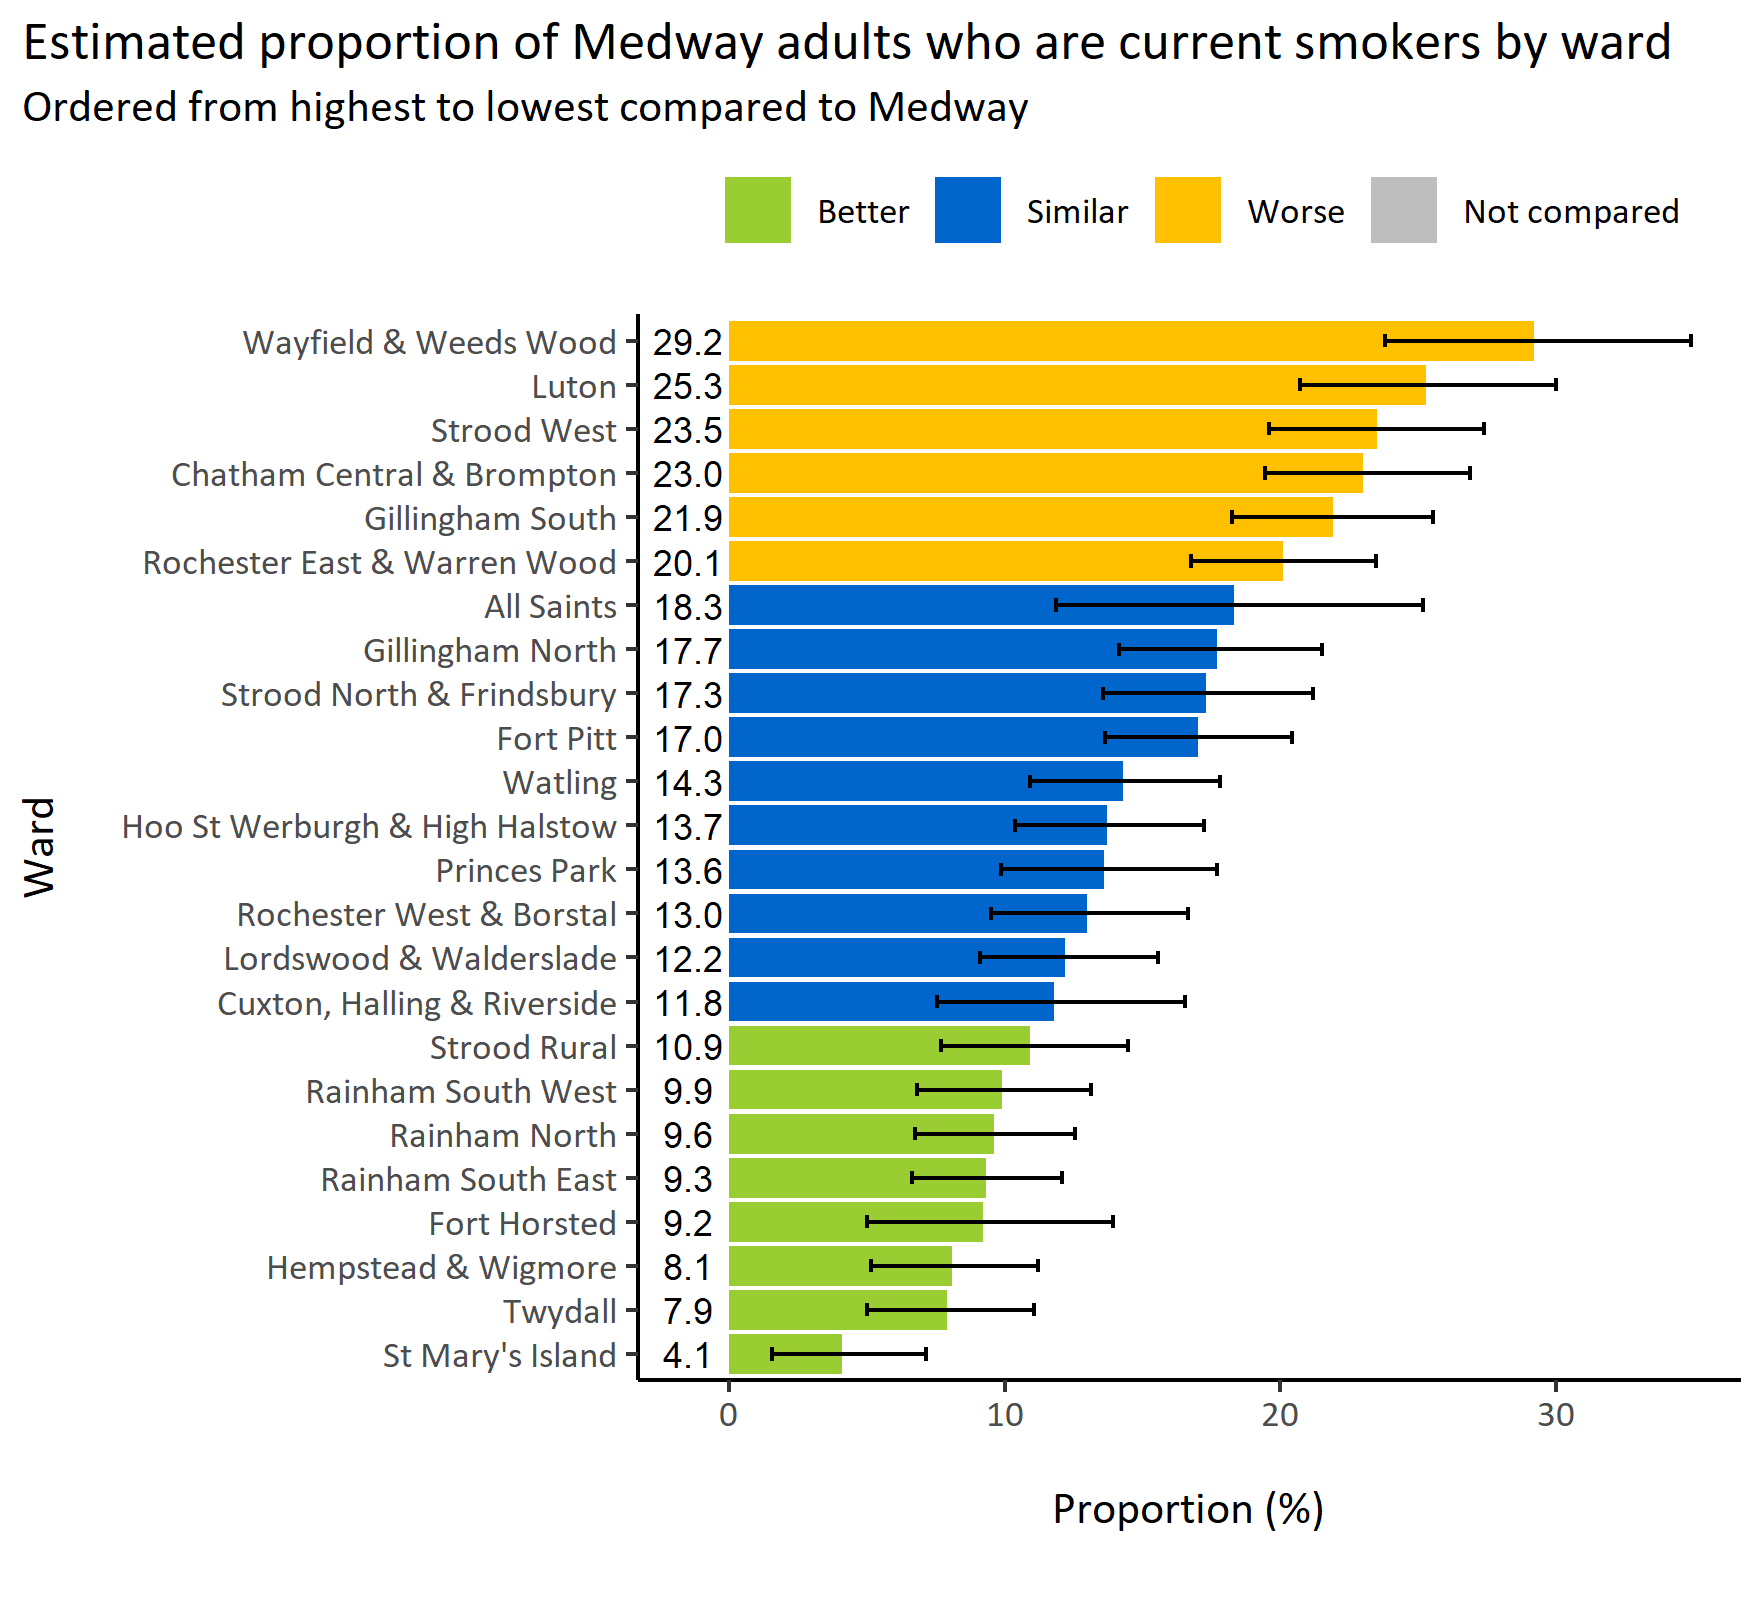 Estimated proportion of Medway adults who are current smokers by ward
Ordered from highest to lowest compared to Medway
Better Similar Worse Not compared
Wayfield & Weeds Wood 29.2
Luton 25.3
Strood West 23.5
Chatham Central & Brompton 23.0
Gillingham South 21.9
Rochester East & Warren Wood 20.1
All Saints 18.3
Gillingham North 17.7
Strood North & Frindsbury 17.3
Fort Pitt 17.0
Watling 14.3
Hoo St Werburgh & High Halstow 13.7
Princes Park 13.6
Rochester West & Borstal 13.0
Lordswood & Walderslade 12.2
Cuxton, Halling & Riverside 11.8
Strood Rural 10.9
Rainham South West 9.9
Rainham North 9.6
Rainham South East 9.3
Fort Horsted 9.2
Hempstead & Wigmore 8.1
Twydall 7.9
St Mary's Island 4.1
Ward
0 10 20 30
Proportion (%)